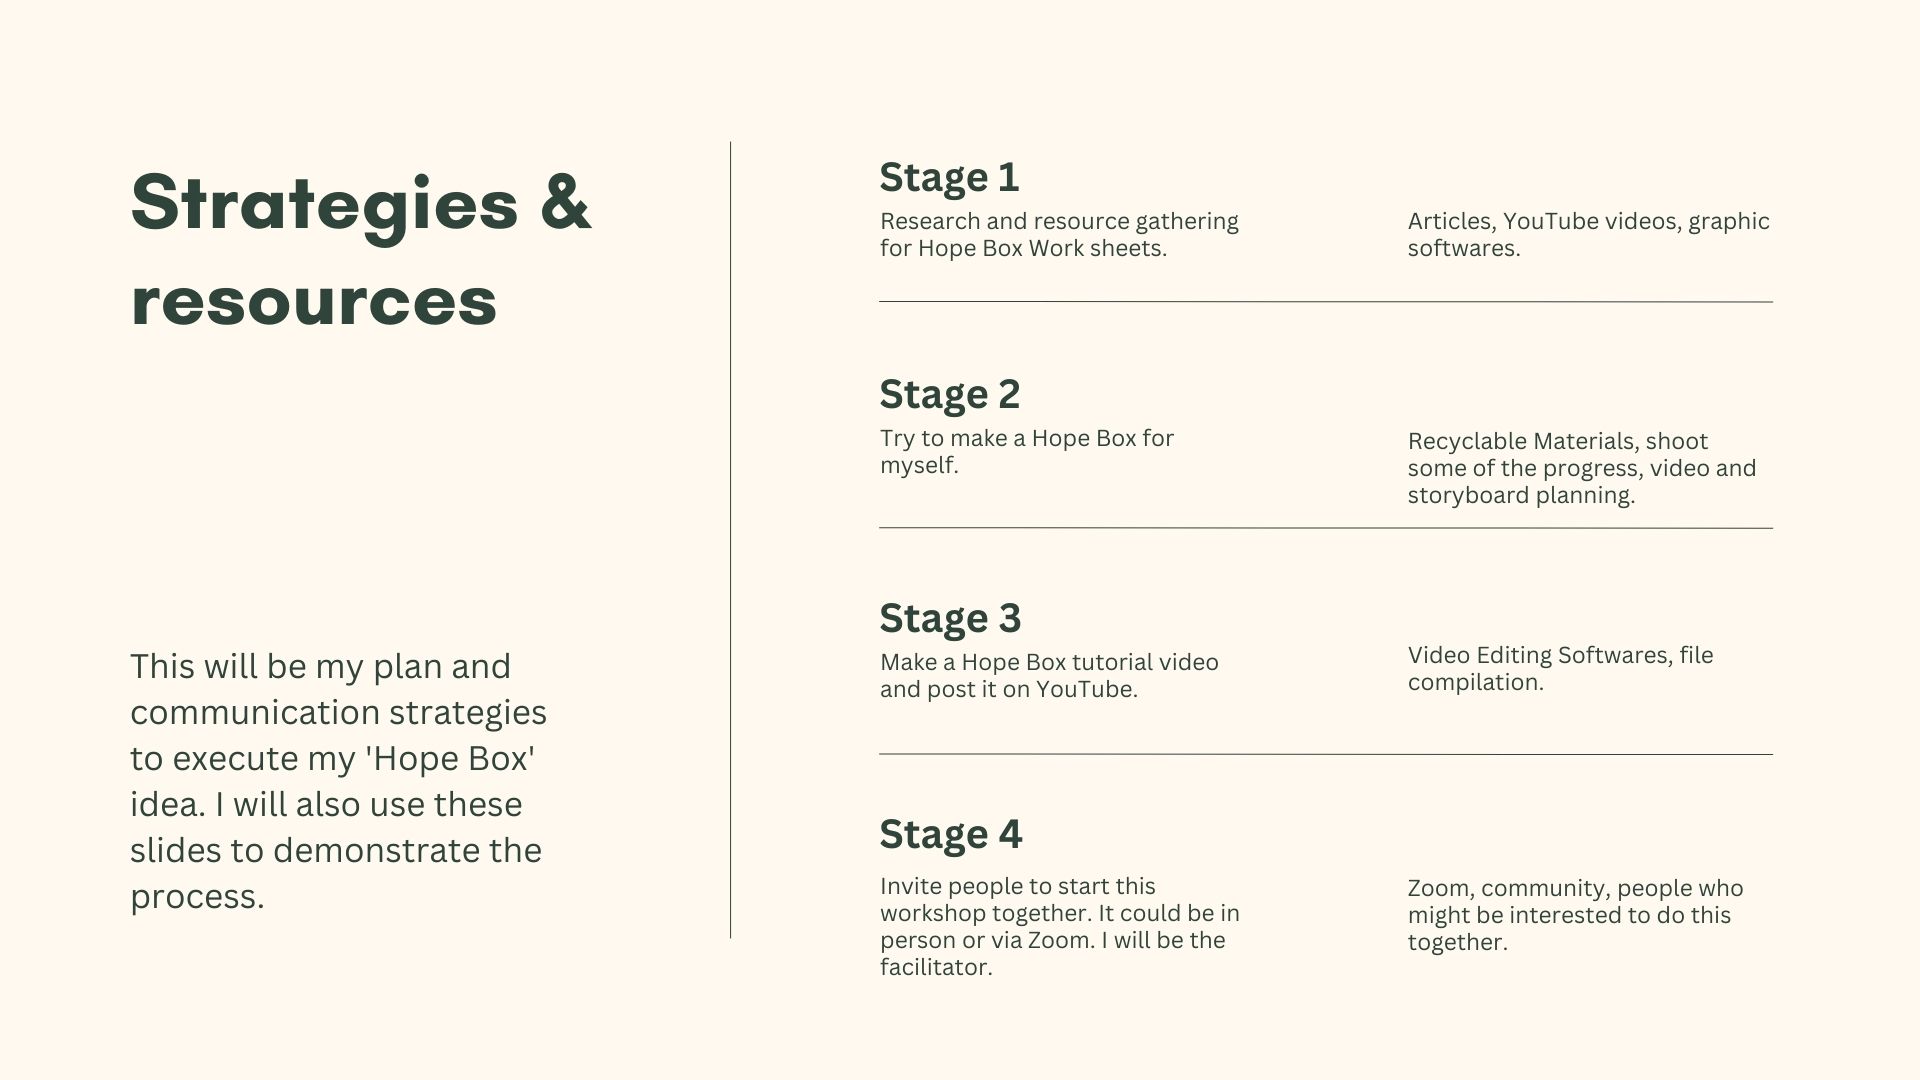 Strategies &
resources
This will be my plan and
communication strategies
to execute my 'Hope Box'
idea. I will also use these
slides to demonstrate the
process.
Stage 1
Research and resource gathering
for Hope Box Work sheets.
Articles, YouTube videos, graphic
softwares.
Stage 2
Try to make a Hope Box for
myself.
Recyclable Materials, shoot
some of the progress, video and
storyboard planning.
Stage 3
Make a Hope Box tutorial video
and post it on YouTube.
Video Editing Softwares, file
compilation.
Stage 4
Invite people to start this
workshop together. It could be in
person or via Zoom. I will be the
facilitator.
Zoom, community, people who
might be interested to do this
together.